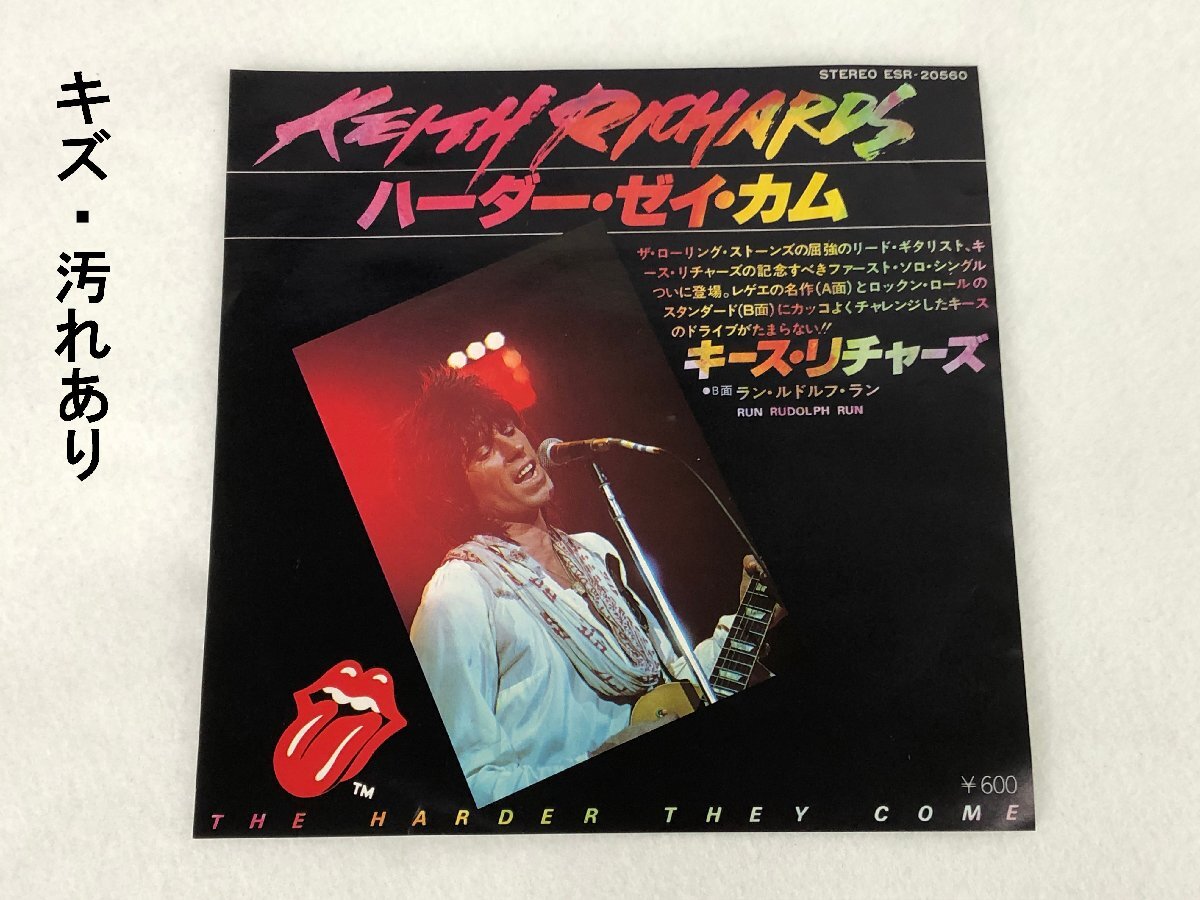 キズ・汚れあり
STEREO ESR-20560
KEITH RICHARDS
ハーダー・ゼイ・カム
ザ・ローリング・ストーンズの屈強のリード・ギタリスト、キ
ース・リチャーズの記念すべきファースト・ソロ・シングル
ついに登場。レゲエの名作(A面)とロックン・ロールの
スタンダード(B面)にカッコよくチャレンジしたキース
のドライブがたまらない!!
キース・リチャーズ
●B面 ラン・ルドルフ・ラン
RUN RUDOLPH RUN
TM
¥600
THE HARDER THEY COME